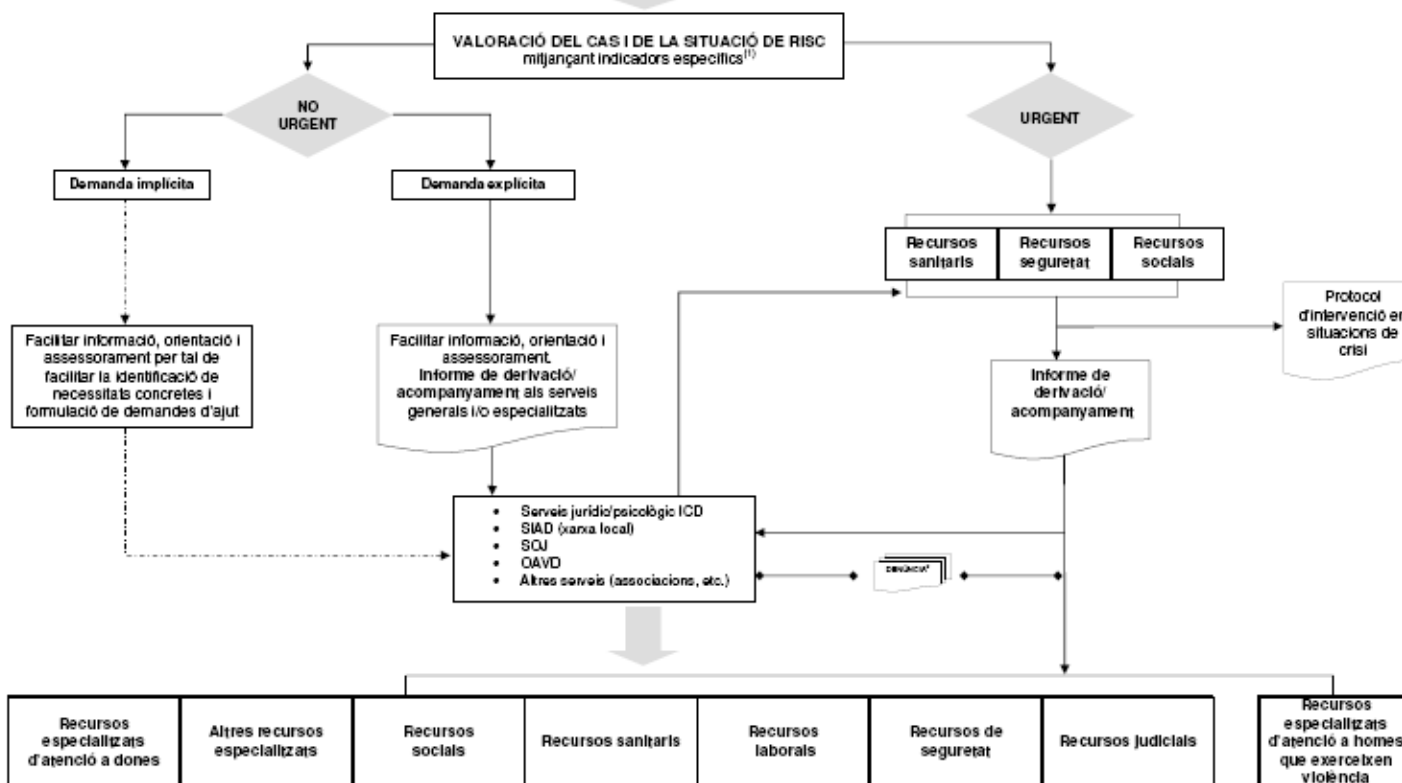 VALORACIÓ DEL CAS I DE LA SITUACIÓ DE RISC
mitjançant indicadors específics(1)
NO
URGENT
URGENT
Demanda implícita
Demanda explícita
Recursos
sanitaris
Recursos
seguretat
Recursos
socials
Protocol
d'intervenció en
situacions de
crisi
Facilitar informació, orientació i
assessorament per tal de
facilitar la identificació de
necessitats concretes i
formulació de demandes d'ajut
Facilitar informació, orientació i
assessorament.
Informe de derivació/
acompanyament als serveis
generals i/o especialitzats
Informe de
derivació/
acompanyament
• Serveis jurídic/psicològic ICD
• SIAD (xarxa local)
• SOJ
• OAVD
• Altres serveis (associacions, etc.)
DENÚNCIA
Recursos
especialitzats
d'atenció a dones
Altres recursos
especialitzats
Recursos
socials
Recursos sanitaris
Recursos
laborals
Recursos de
seguretat
Recursos judicials
Recursos
especialitzats
d'atenció a homes
que exerceixen
violència